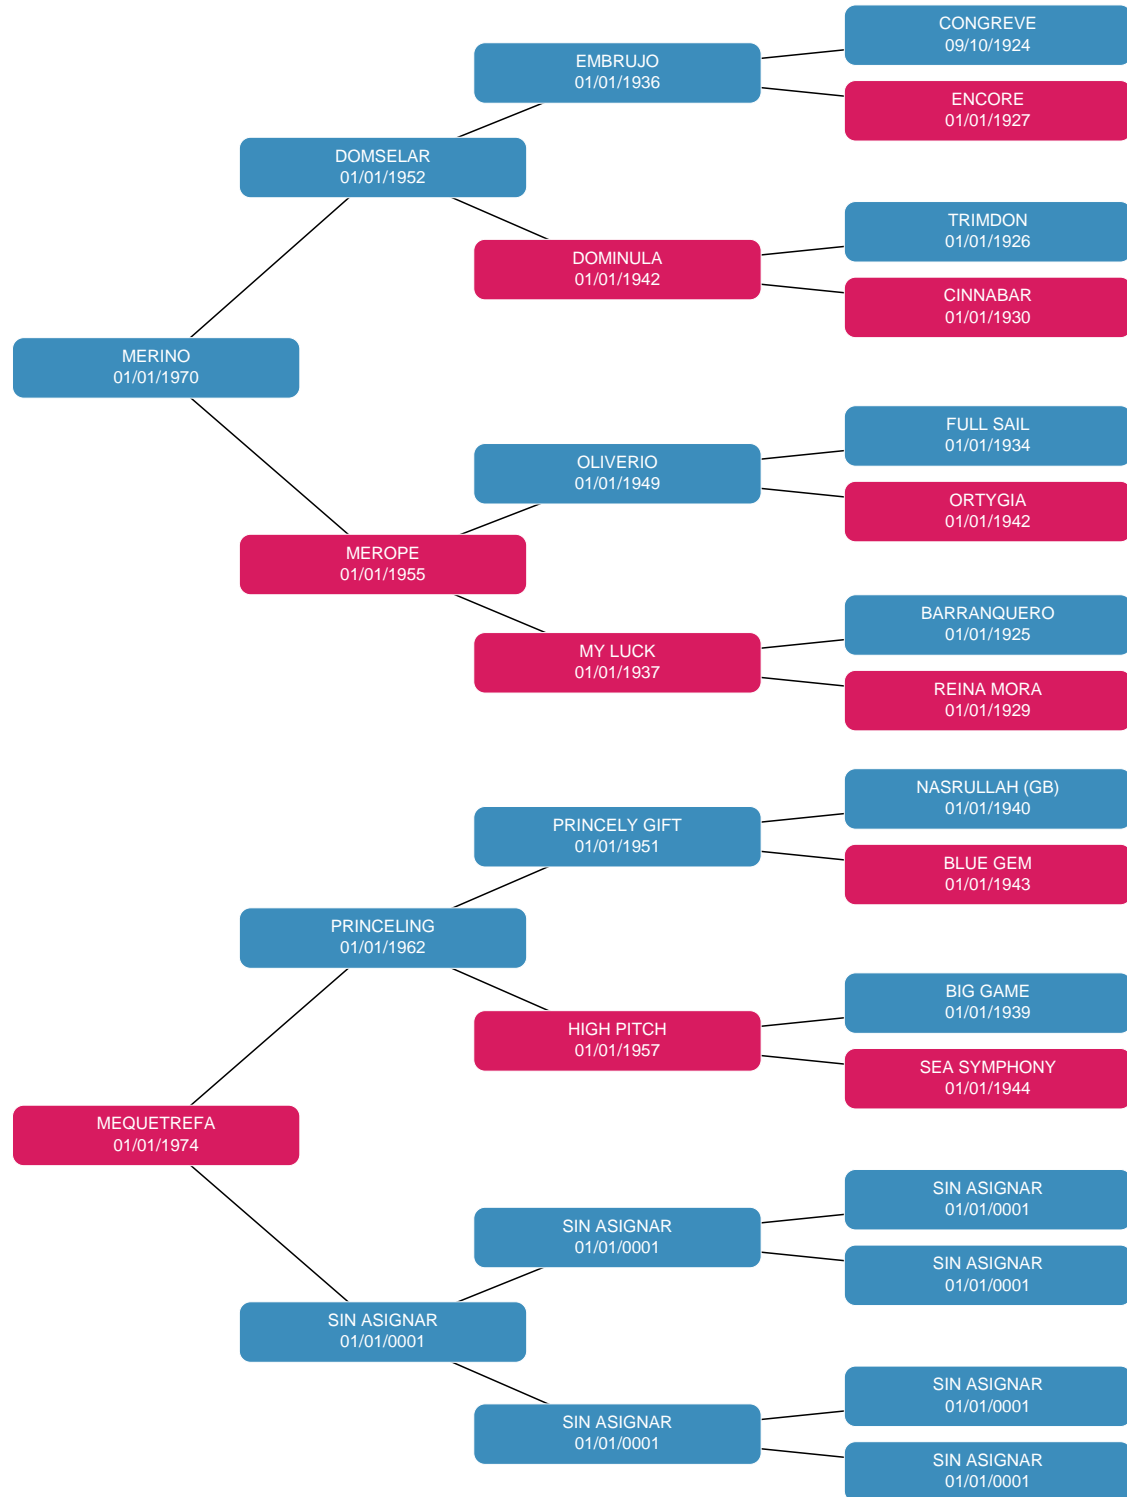 CONGREVE
09/10/1924
EMBRUJO
01/01/1936
ENCORE
01/01/1927
DOMSELAR
01/01/1952
TRIMDON
01/01/1926
DOMINULA
01/01/1942
CINNABAR
01/01/1930
MERINO
01/01/1970
FULL SAIL
01/01/1934
OLIVERIO
01/01/1949
ORTYGIA
01/01/1942
MEROPE
01/01/1955
BARRANQUERO
01/01/1925
MY LUCK
01/01/1937
REINA MORA
01/01/1929
NASRULLAH (GB)
01/01/1940
PRINCELY GIFT
01/01/1951
BLUE GEM
01/01/1943
PRINCELING
01/01/1962
BIG GAME
01/01/1939
HIGH PITCH
01/01/1957
SEA SYMPHONY
01/01/1944
MEQUETREFA
01/01/1974
SIN ASIGNAR
01/01/0001
SIN ASIGNAR
01/01/0001
SIN ASIGNAR
01/01/0001
SIN ASIGNAR
01/01/0001
SIN ASIGNAR
01/01/0001
SIN ASIGNAR
01/01/0001
SIN ASIGNAR
01/01/0001